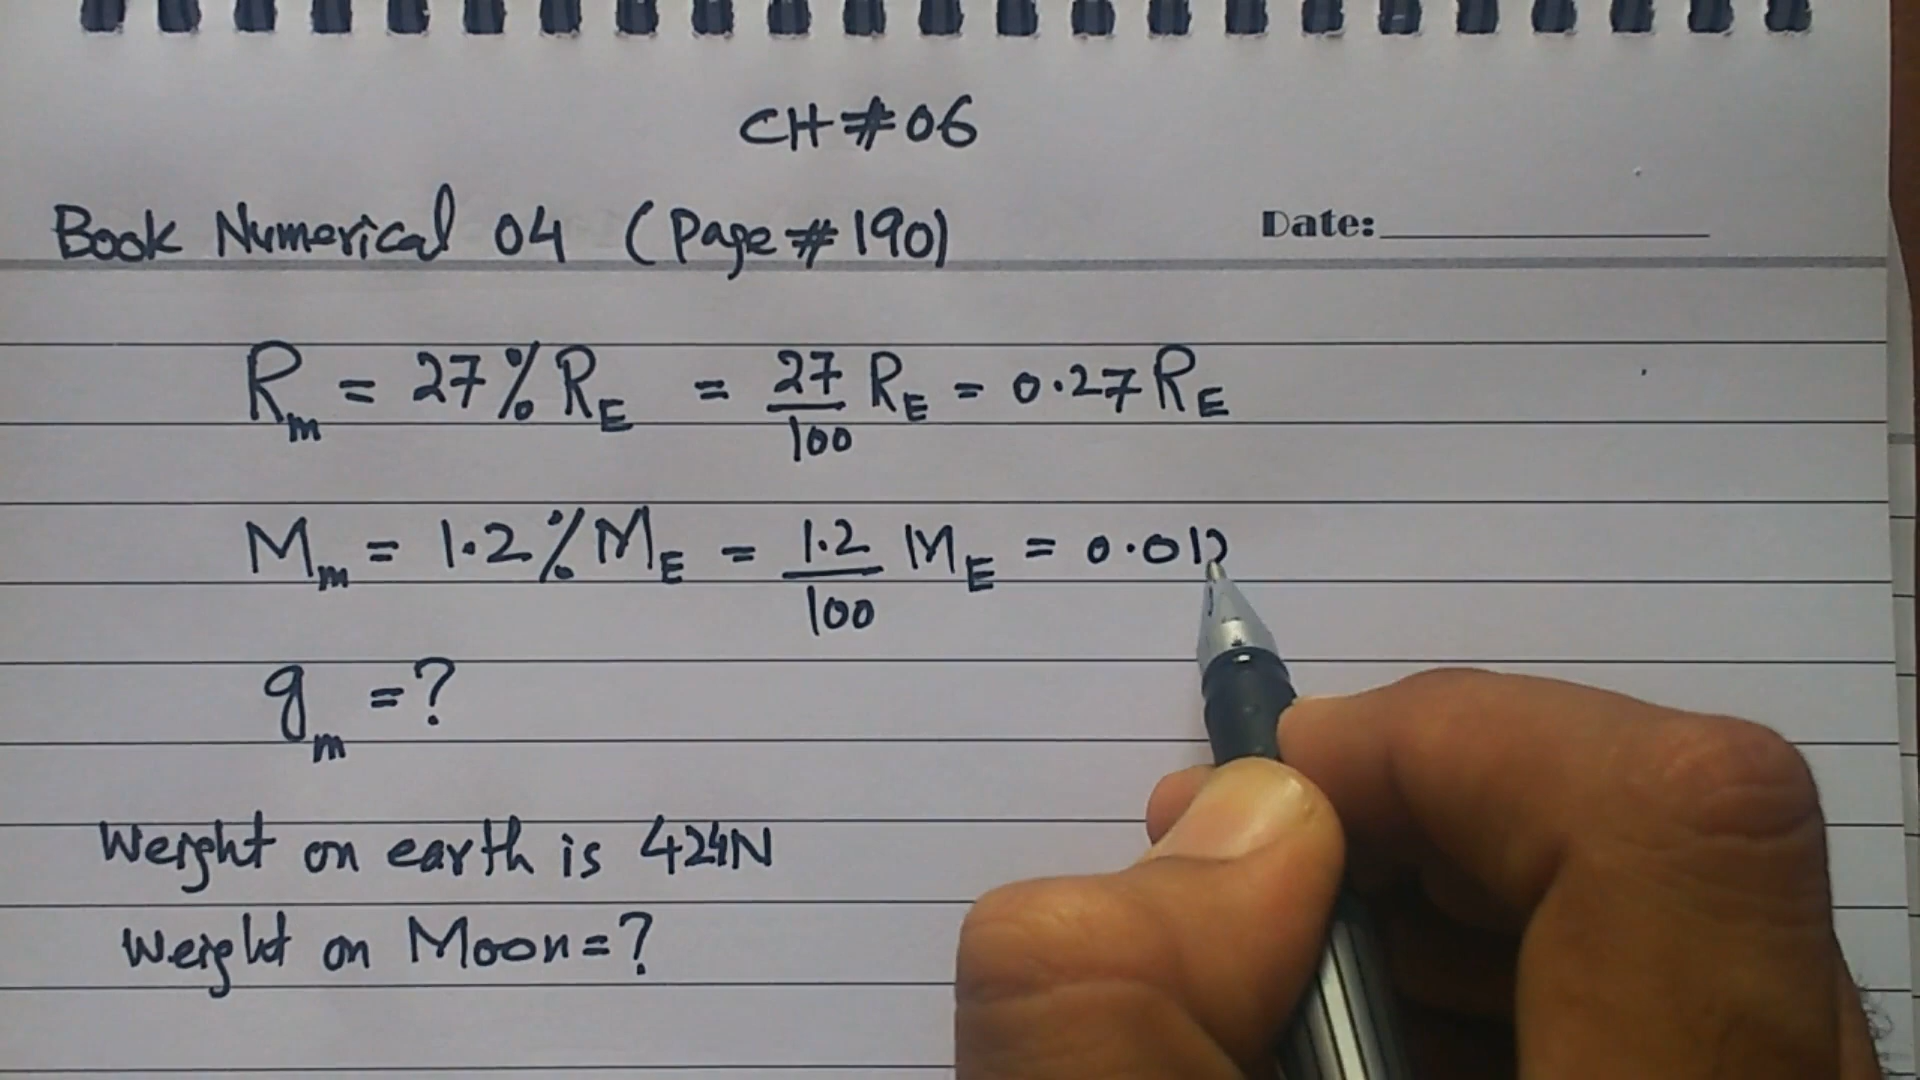 CH#06
Book Numerical 04 (Page#190)
Date:
Rm = 27% RE = 27/100 RE = 0.27 RE
Mm = 1.2% ME = 1.2/100 ME = 0.012
gm = ?
Weight on earth is 424N
Weight on Moon = ?